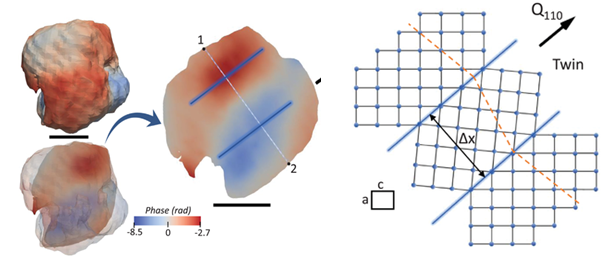 1
2
Phase (rad)
-8.5 0 -2.7
Q110
Twin
Δx
c
a